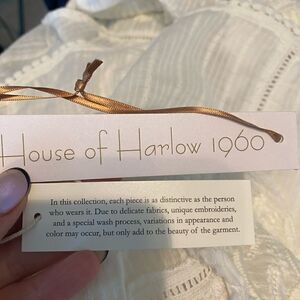 House of Harlow 1960
In this collection, each piece is as distinctive as the person
who wears it. Due to delicate fabrics, unique embroideries,
and a special wash process, variations in appearance and
color may occur, but only add to the beauty of the garment.